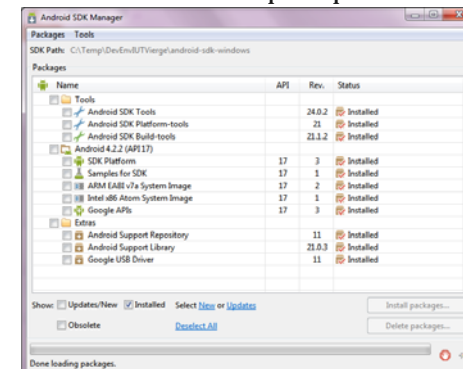 Android SDK Manager
Packages Tools
SDK Path: C:\Temp\DevEnvIUTVierge\android-sdk-windows
Packages
Name API Rev. Status
Tools
Android SDK Tools 24.0.2 Installed
Android SDK Platform-tools 21 Installed
Android SDK Build-tools 21.1.2 Installed
Android 4.2.2 (API 17)
SDK Platform 17 3 Installed
Samples for SDK 17 1 Installed
ARM EABI v7a System Image 17 2 Installed
Intel x86 Atom System Image 17 1 Installed
Google APIs 17 3 Installed
Extras
Android Support Repository 11 Installed
Android Support Library 21.0.3 Installed
Google USB Driver 11 Installed
Show: Updates/New Installed Select New or Updates Install packages...
Obsolete Deselect All Delete packages...
Done loading packages.